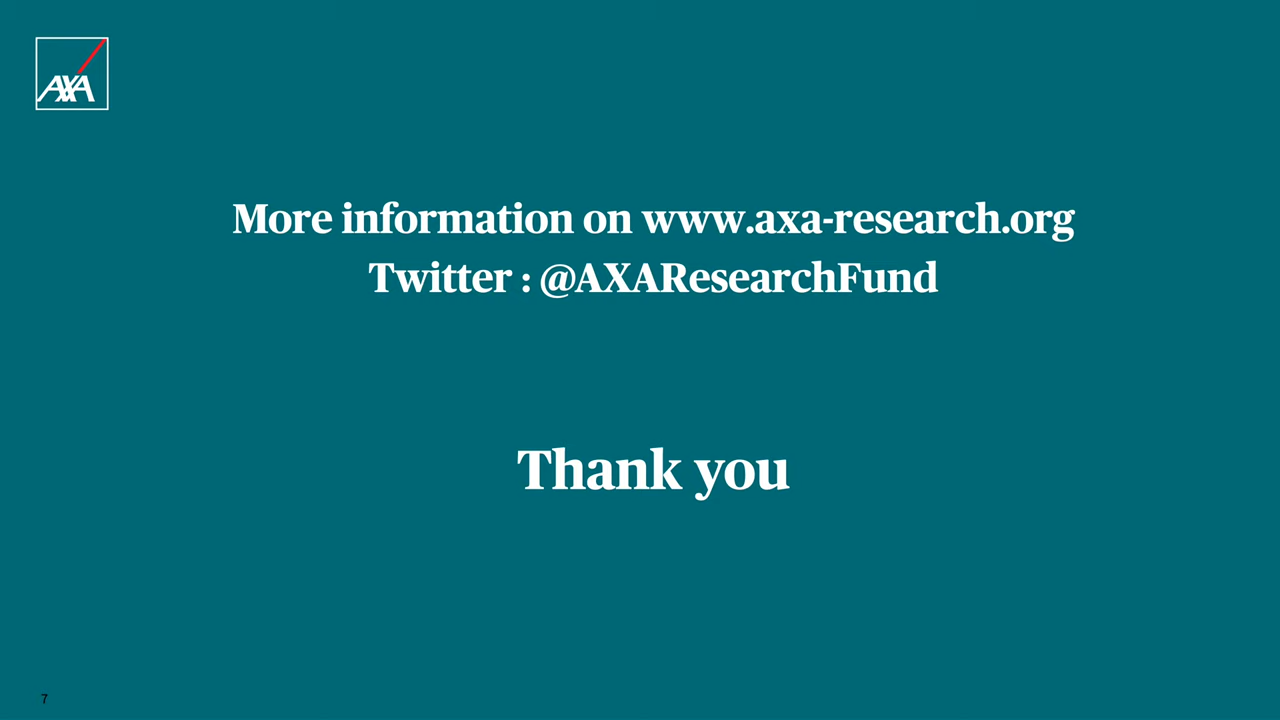 AXA
More information on www.axa-research.org
Twitter : @AXAResearchFund
Thank you
7